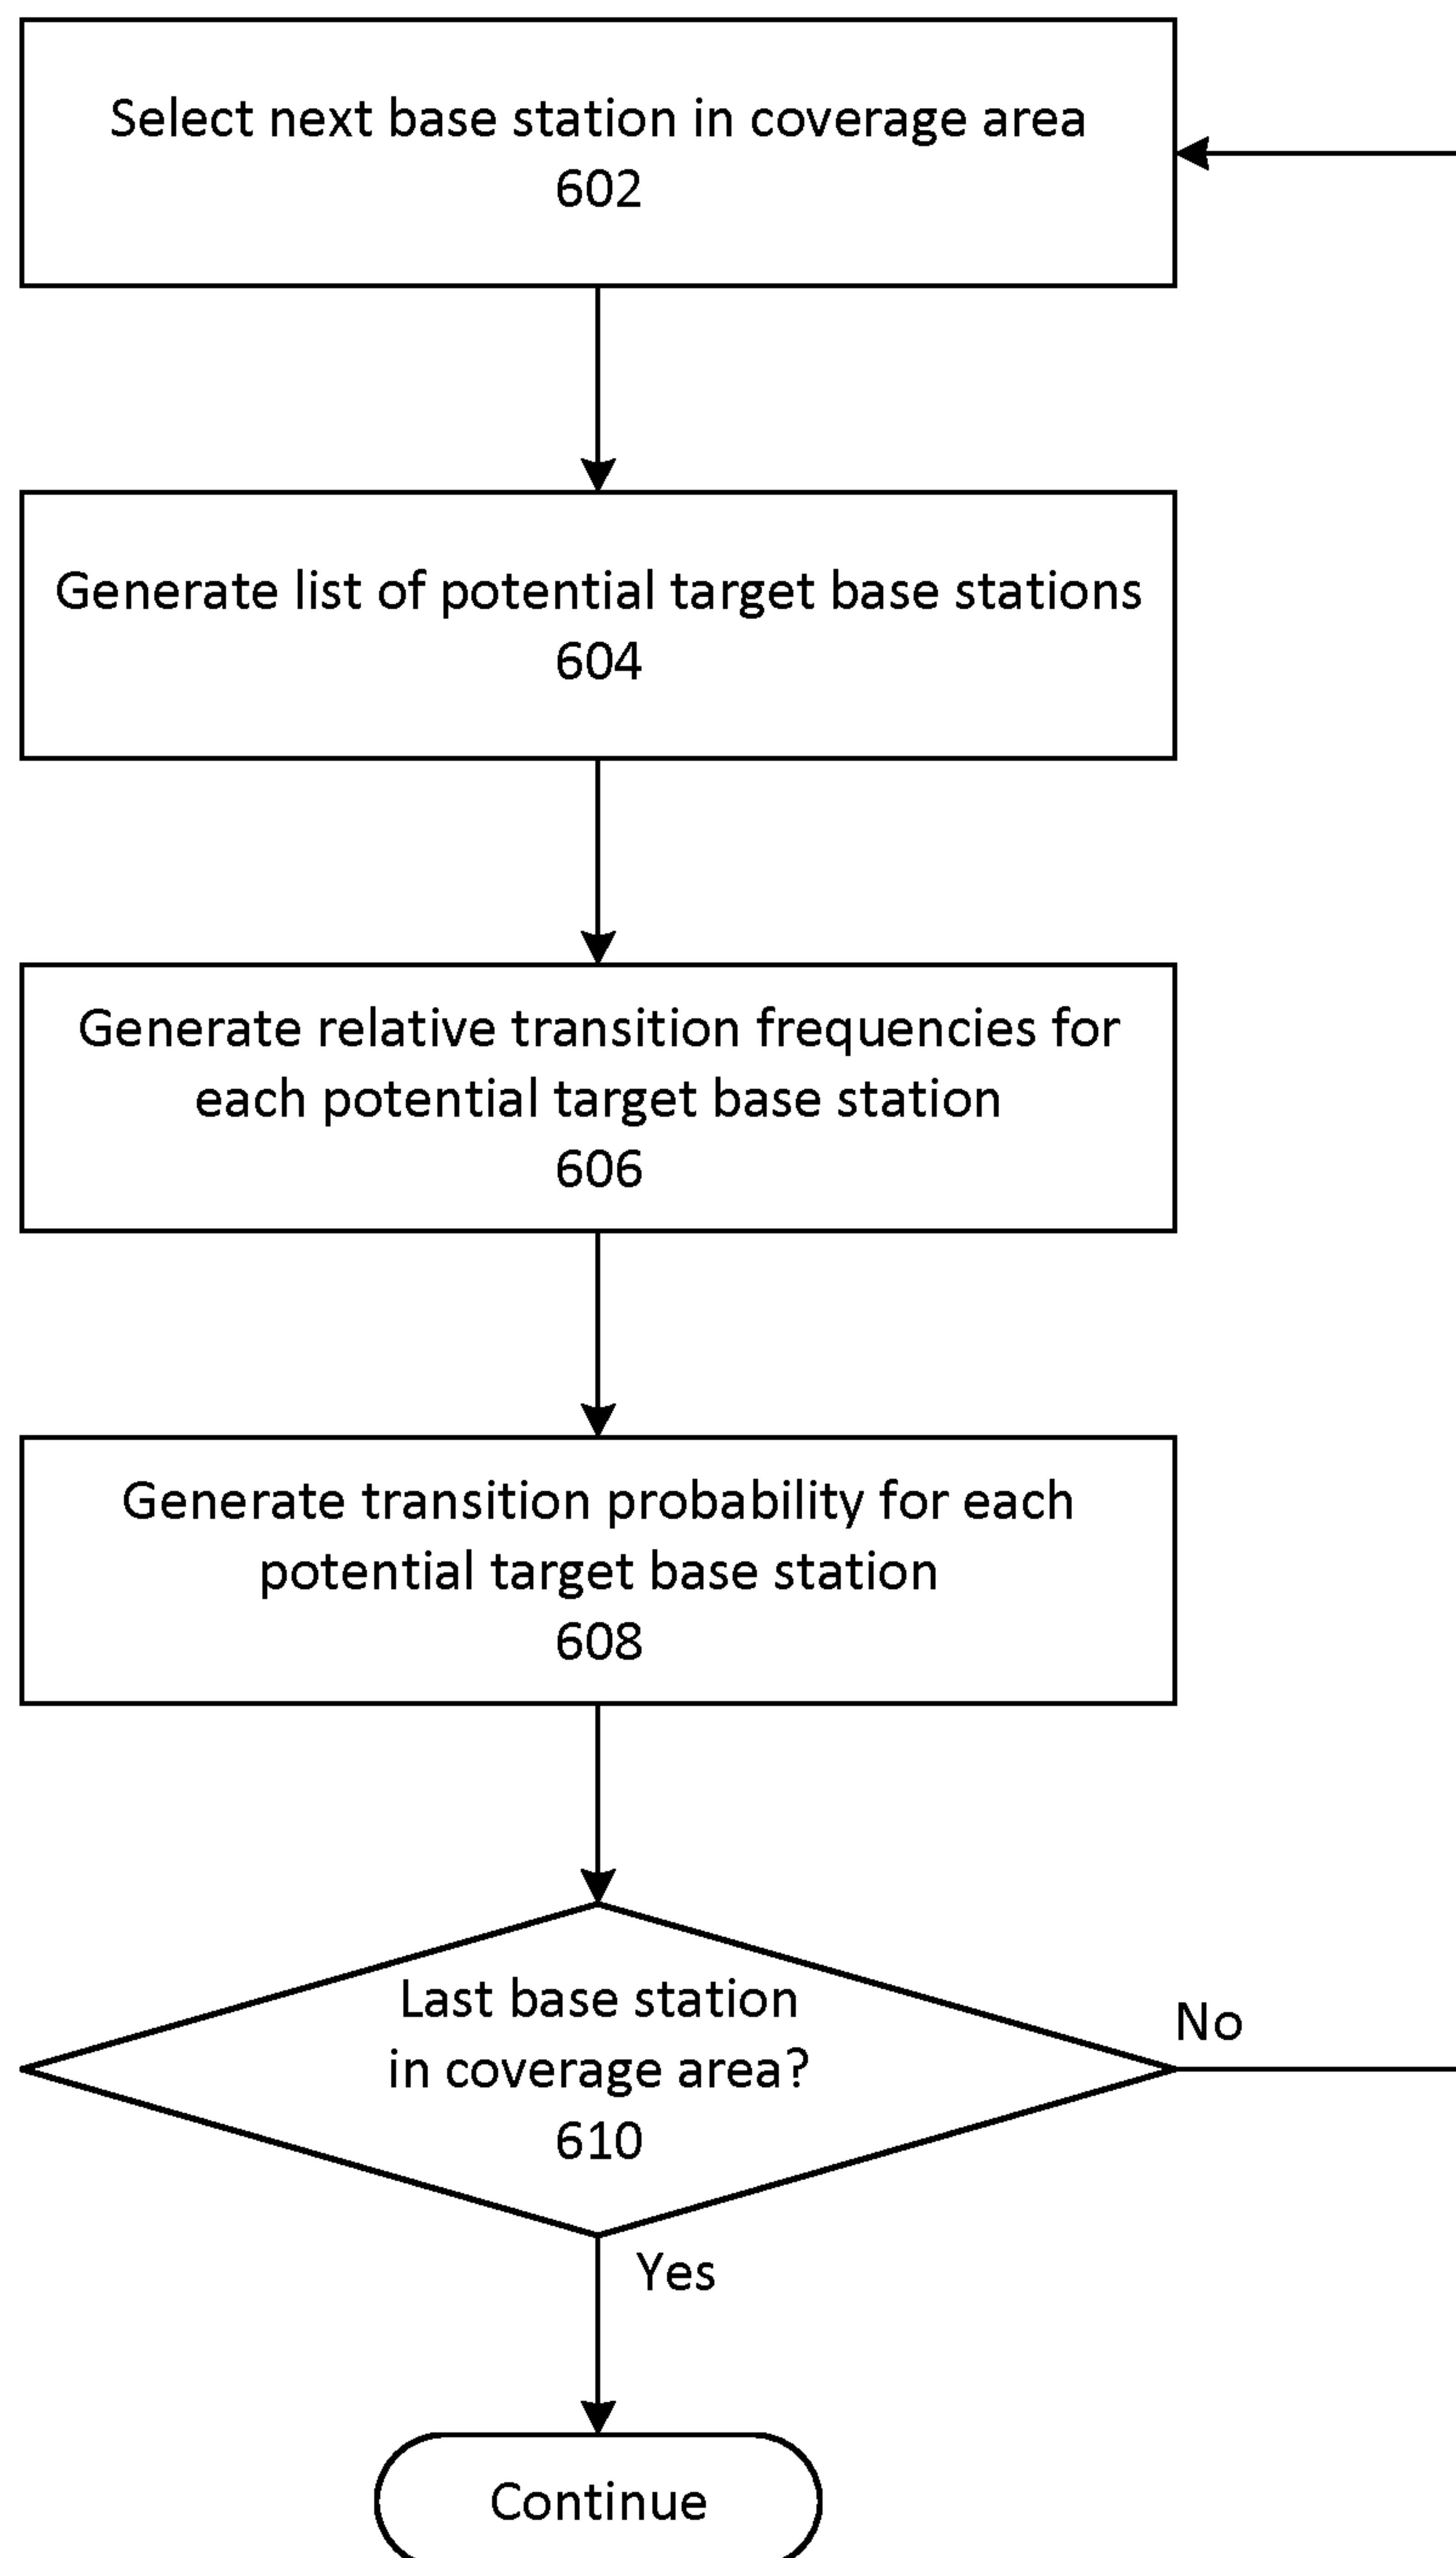 Select next base station in coverage area
602
Generate list of potential target base stations
604
Generate relative transition frequencies for
each potential target base station
606
Generate transition probability for each
potential target base station
608
Last base station
in coverage area?
610
No
Yes
Continue